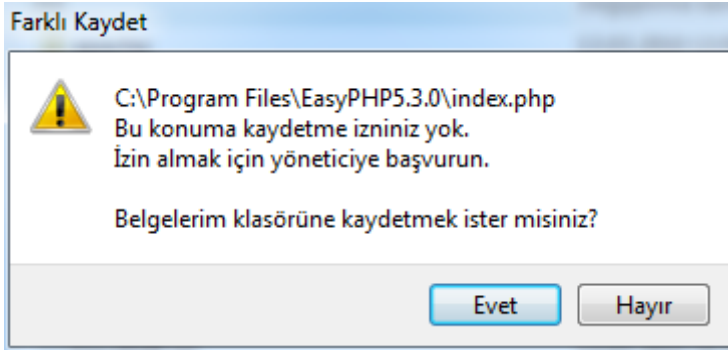 Farklı Kaydet
C:\Program Files\EasyPHP5.3.0\index.php
Bu konuma kaydetme izniniz yok.
İzin almak için yöneticiye başvurun.
Belgelerim klasörüne kaydetmek ister misiniz?
Evet
Hayır